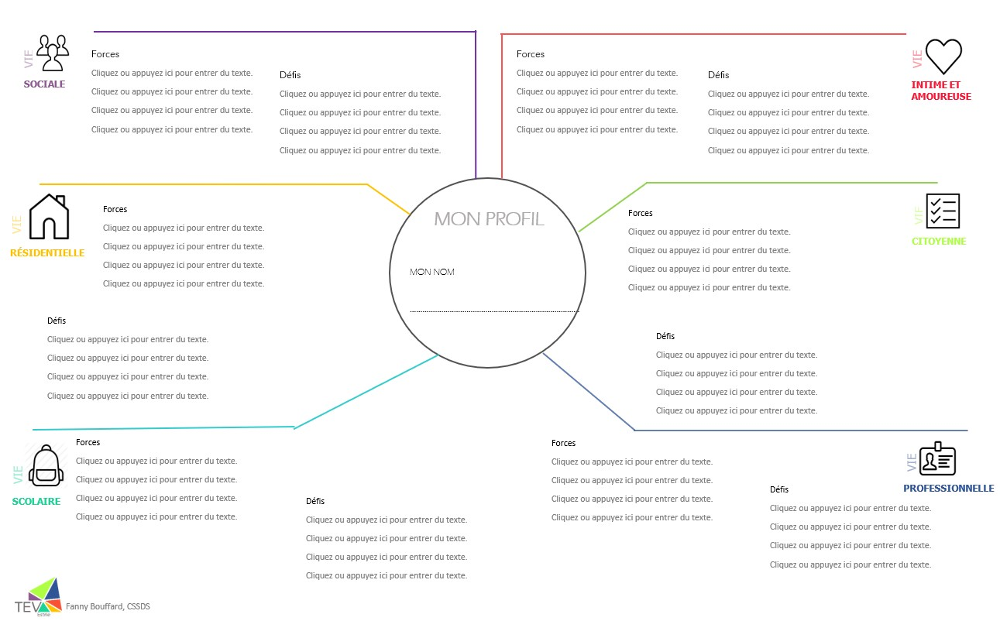 VIE
SOCIALE
Forces
Cliquez ou appuyez ici pour entrer du texte.
Cliquez ou appuyez ici pour entrer du texte.
Cliquez ou appuyez ici pour entrer du texte.
Cliquez ou appuyez ici pour entrer du texte.
Défis
Cliquez ou appuyez ici pour entrer du texte.
Cliquez ou appuyez ici pour entrer du texte.
Cliquez ou appuyez ici pour entrer du texte.
Cliquez ou appuyez ici pour entrer du texte.
Forces
Cliquez ou appuyez ici pour entrer du texte.
Cliquez ou appuyez ici pour entrer du texte.
Cliquez ou appuyez ici pour entrer du texte.
Cliquez ou appuyez ici pour entrer du texte.
Défis
Cliquez ou appuyez ici pour entrer du texte.
Cliquez ou appuyez ici pour entrer du texte.
Cliquez ou appuyez ici pour entrer du texte.
Cliquez ou appuyez ici pour entrer du texte.
VIE
INTIME ET
AMOUREUSE
VIE
RÉSIDENTIELLE
Forces
Cliquez ou appuyez ici pour entrer du texte.
Cliquez ou appuyez ici pour entrer du texte.
Cliquez ou appuyez ici pour entrer du texte.
Cliquez ou appuyez ici pour entrer du texte.
Défis
Cliquez ou appuyez ici pour entrer du texte.
Cliquez ou appuyez ici pour entrer du texte.
Cliquez ou appuyez ici pour entrer du texte.
Cliquez ou appuyez ici pour entrer du texte.
MON PROFIL
MON NOM
Forces
Cliquez ou appuyez ici pour entrer du texte.
Cliquez ou appuyez ici pour entrer du texte.
Cliquez ou appuyez ici pour entrer du texte.
Cliquez ou appuyez ici pour entrer du texte.
VIE
CITOYENNE
Défis
Cliquez ou appuyez ici pour entrer du texte.
Cliquez ou appuyez ici pour entrer du texte.
Cliquez ou appuyez ici pour entrer du texte.
Cliquez ou appuyez ici pour entrer du texte.
VIE
SCOLAIRE
Forces
Cliquez ou appuyez ici pour entrer du texte.
Cliquez ou appuyez ici pour entrer du texte.
Cliquez ou appuyez ici pour entrer du texte.
Cliquez ou appuyez ici pour entrer du texte.
Défis
Cliquez ou appuyez ici pour entrer du texte.
Cliquez ou appuyez ici pour entrer du texte.
Cliquez ou appuyez ici pour entrer du texte.
Cliquez ou appuyez ici pour entrer du texte.
Forces
Cliquez ou appuyez ici pour entrer du texte.
Cliquez ou appuyez ici pour entrer du texte.
Cliquez ou appuyez ici pour entrer du texte.
Cliquez ou appuyez ici pour entrer du texte.
Défis
Cliquez ou appuyez ici pour entrer du texte.
Cliquez ou appuyez ici pour entrer du texte.
Cliquez ou appuyez ici pour entrer du texte.
Cliquez ou appuyez ici pour entrer du texte.
VIE
PROFESSIONNELLE
TEVA
Estrie
Fanny Bouffard, CSSDS